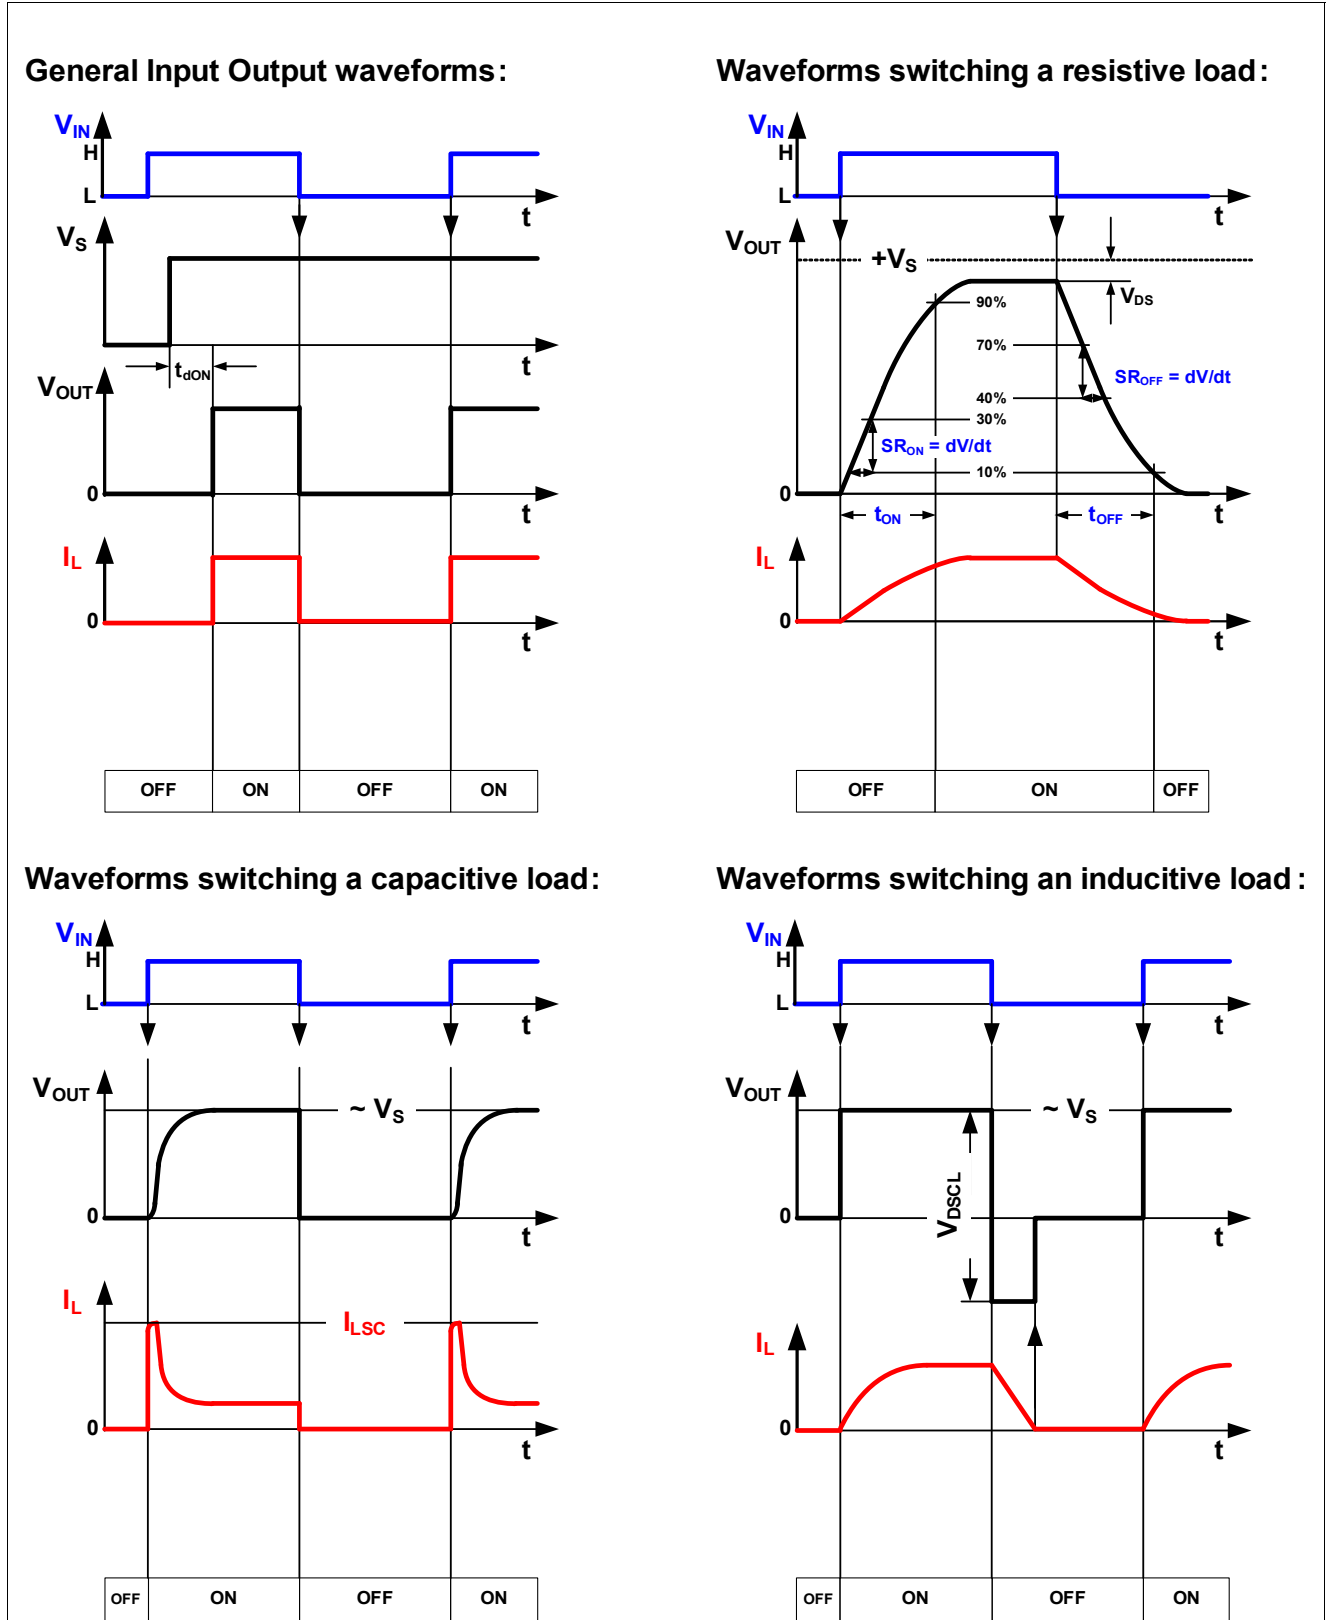 General Input Output waveforms:
VIN
H
L
t
VS
t
tdON
VOUT
0
t
IL
0
t
OFF ON OFF ON
Waveforms switching a resistive load:
VIN
H
L
t
VOUT
+VS
VDS
90%
70%
SROFF = dV/dt
40%
30%
SRON = dV/dt
10%
0
tON tOFF t
IL
0
t
OFF ON OFF
Waveforms switching a capacitive load:
VIN
H
L
t
VOUT
~ VS
0
t
IL
ILSC
0
t
OFF ON OFF ON
Waveforms switching an inducitive load:
VIN
H
L
t
VOUT
~ VS
VDSCL
0
t
IL
0
t
OFF ON OFF ON